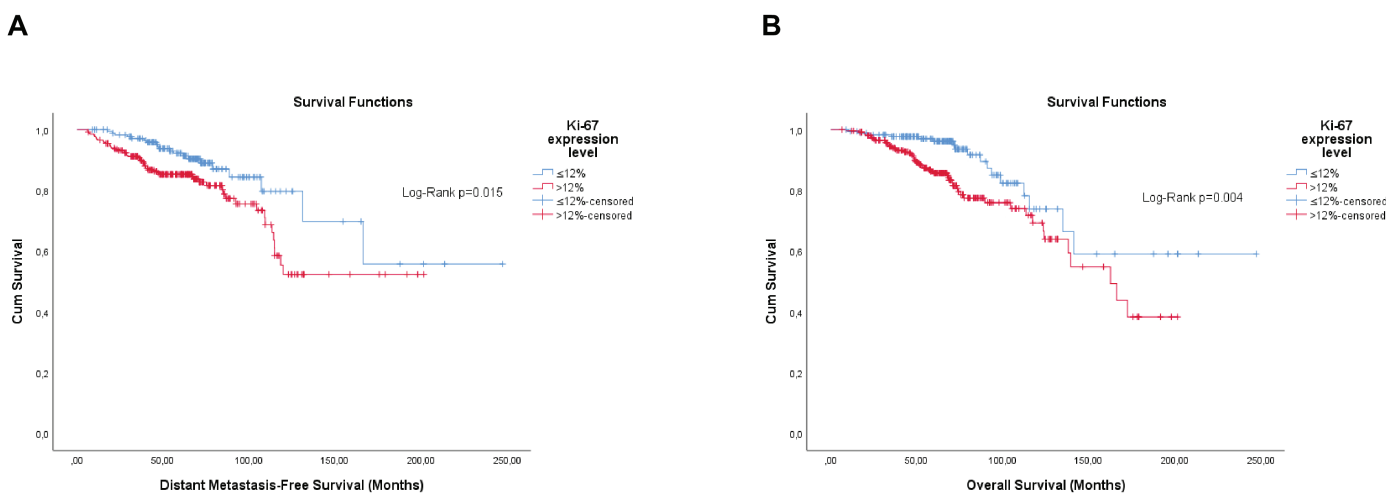 A
Survival Functions
Cum Survival
1,0
0,8
0,6
0,4
0,2
0,0
,00 50,00 100,00 150,00 200,00 250,00
Distant Metastasis-Free Survival (Months)
Log-Rank p=0.015
Ki-67
expression
level
≤12%
>12%
≤12%-censored
>12%-censored
B
Survival Functions
Cum Survival
1,0
0,8
0,6
0,4
0,2
0,0
,00 50,00 100,00 150,00 200,00 250,00
Overall Survival (Months)
Log-Rank p=0.004
Ki-67
expression
level
≤12%
>12%
≤12%-censored
>12%-censored